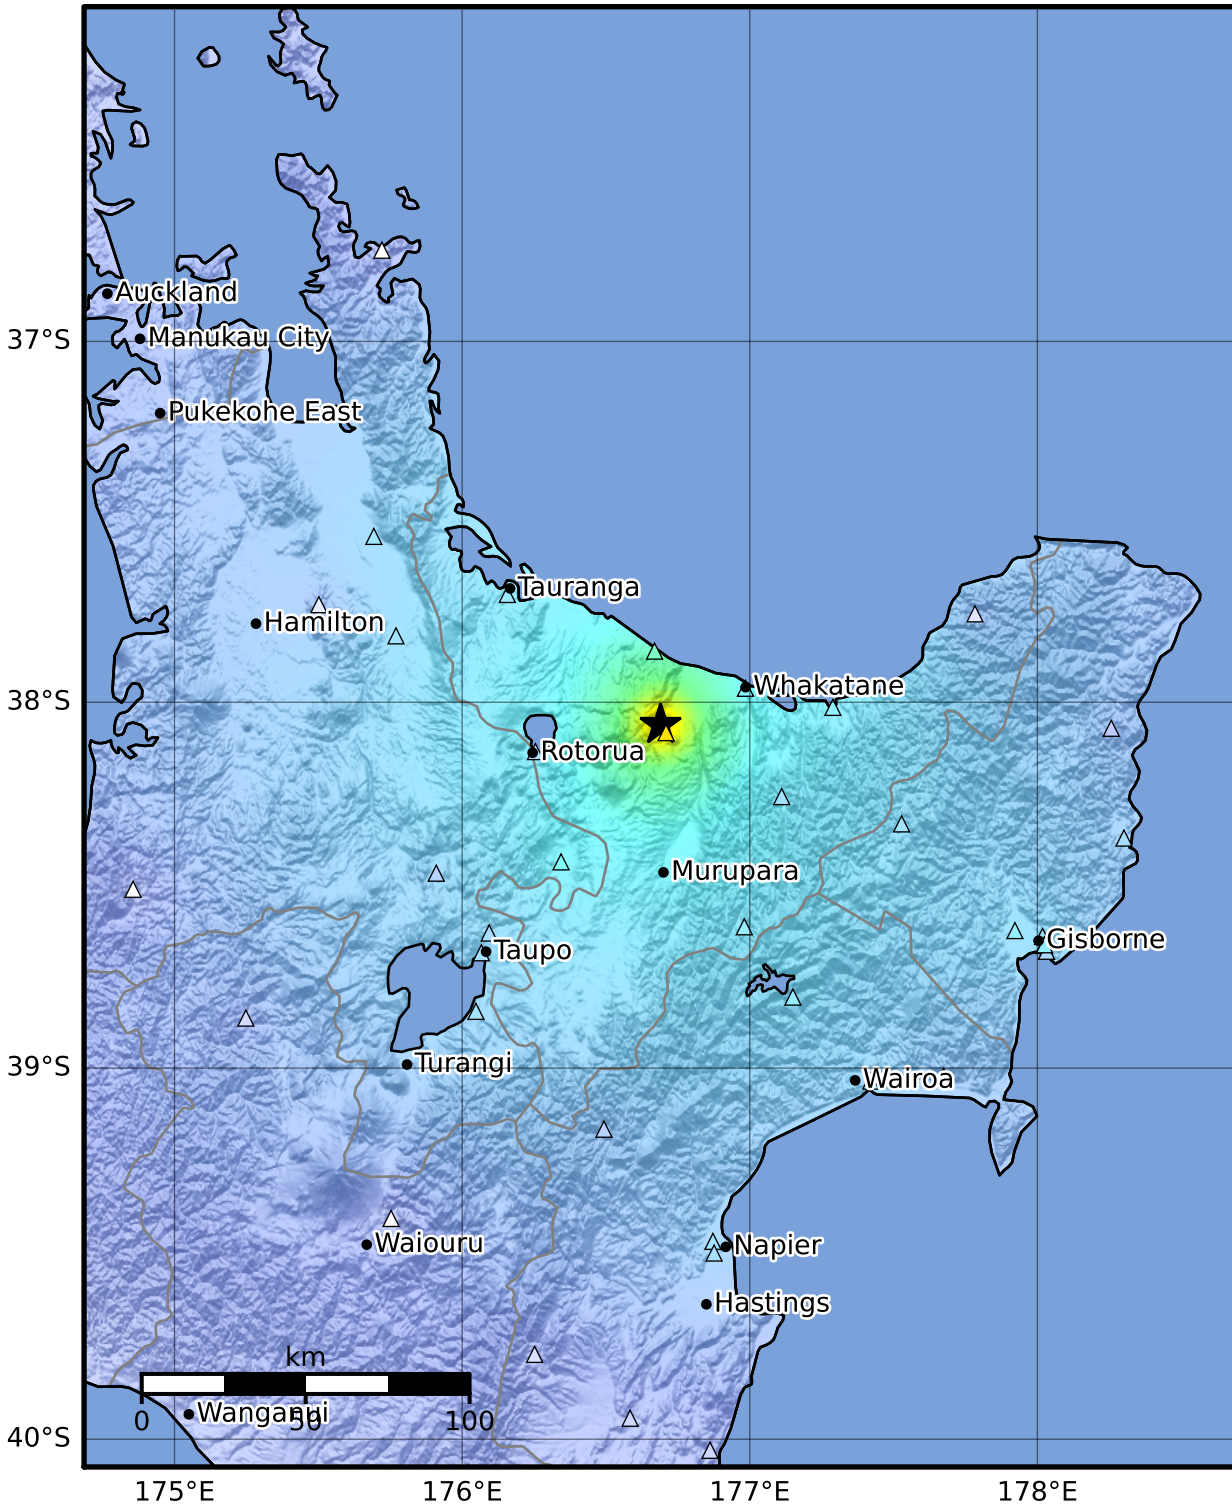 Auckland
37°S
Manukau City
Pukekohe East
Tauranga
Hamilton
Whakatane
38°S
Rotorua
Murupara
Gisborne
Taupo
Turangi
39°S
Wairoa
Waiouru
Napier
Hastings
km
Wanganui
0 50 100
40°S
175°E 176°E 177°E 178°E